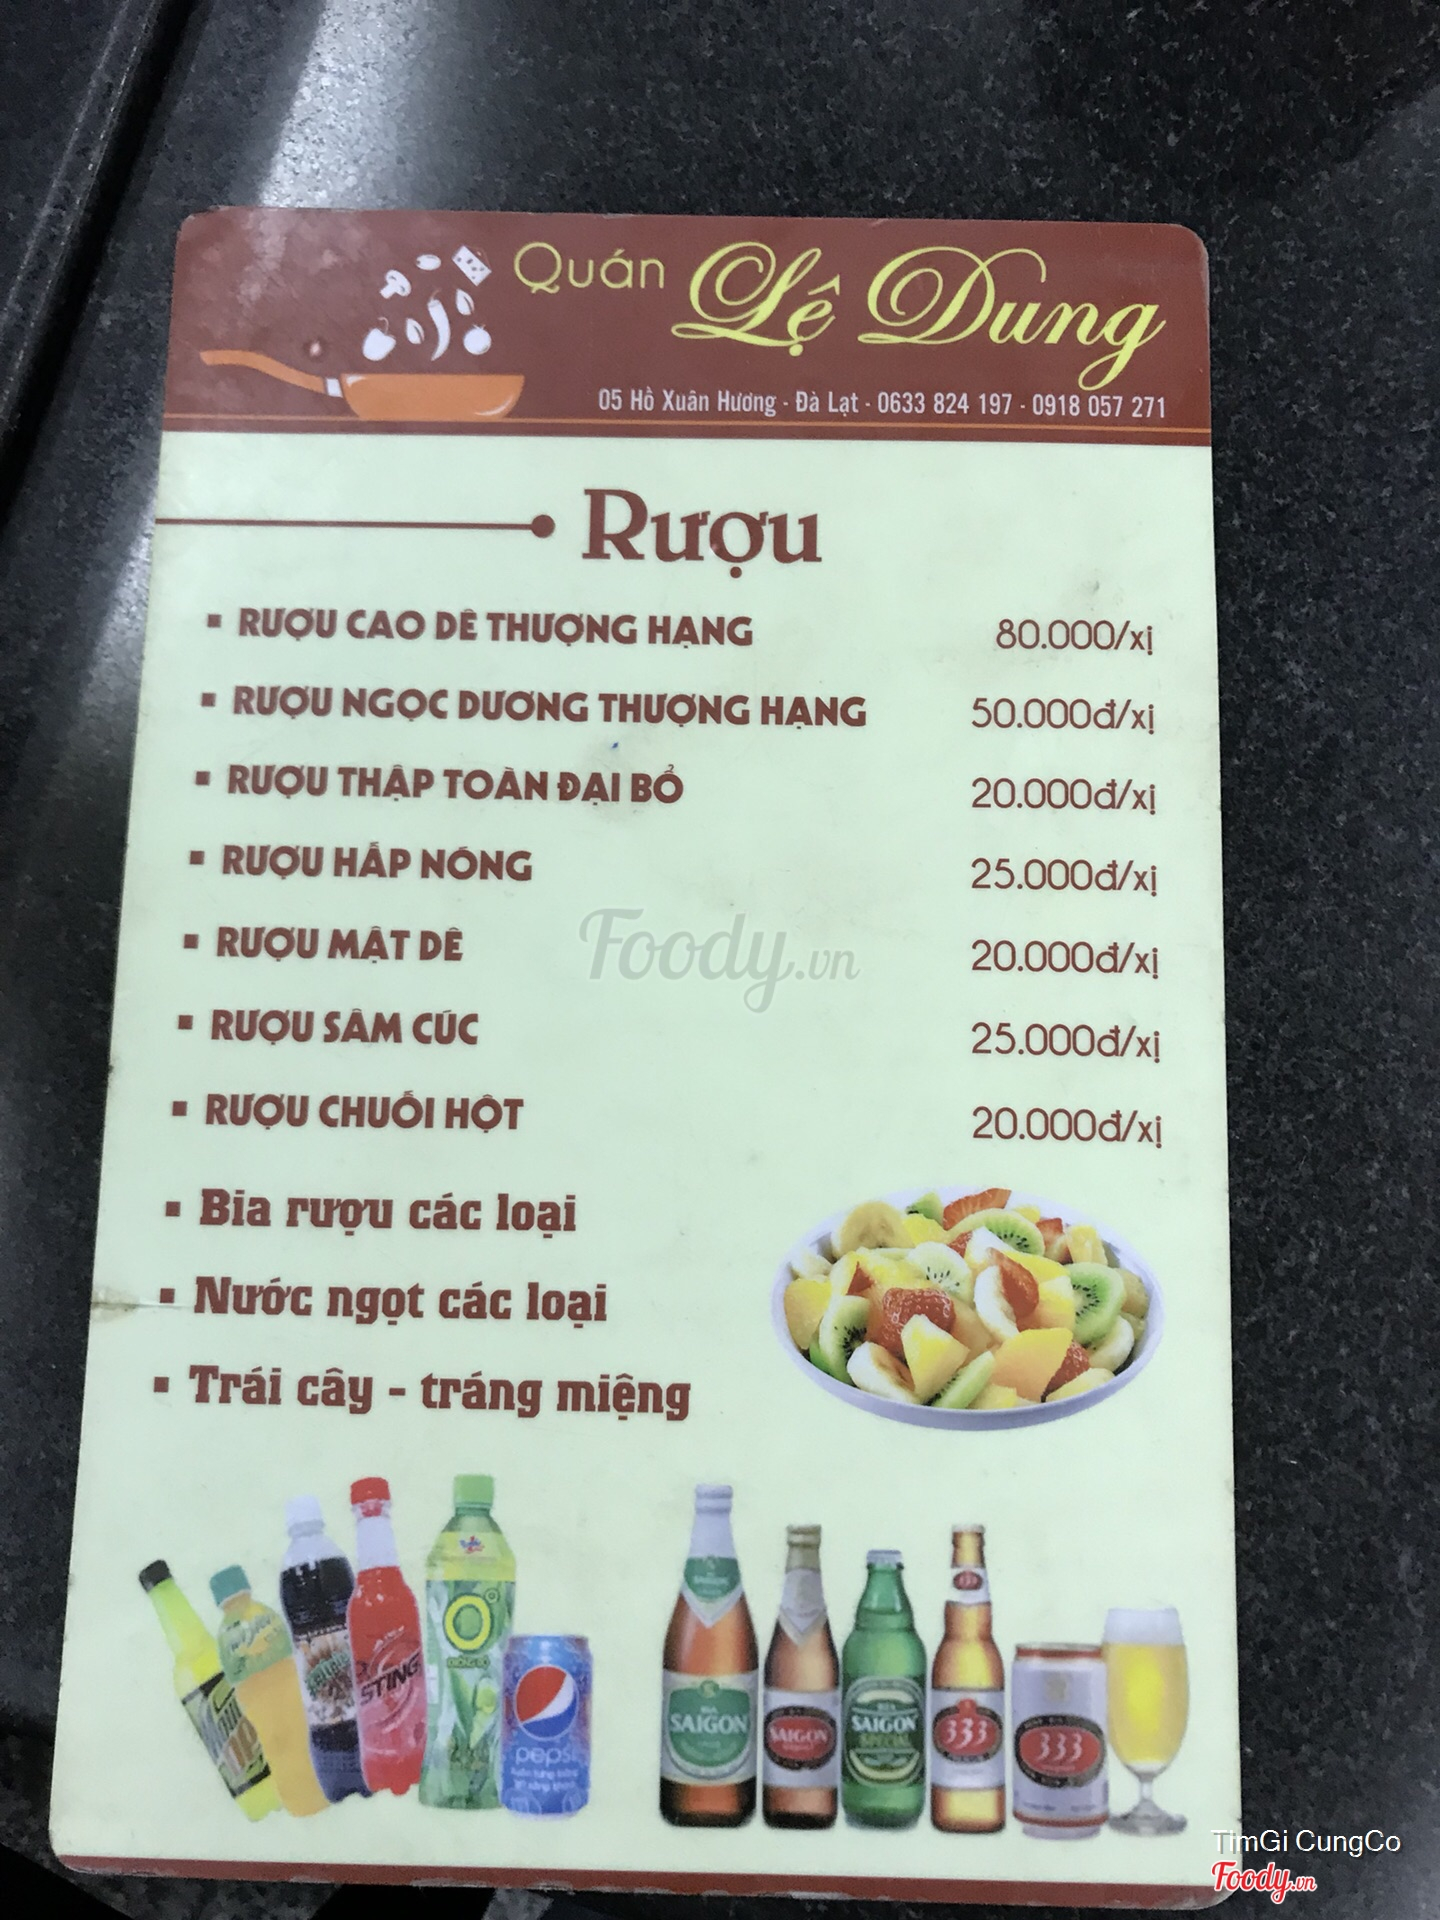 Quán Lệ Dung
05 Hồ Xuân Hương - Đà Lạt - 0633 824 197 - 0918 057 271
Rượu
▪ RƯỢU CAO DÊ THƯỢNG HẠNG 80.000/xị
▪ RƯỢU NGỌC DƯƠNG THƯỢNG HẠNG 50.000đ/xị
▪ RƯỢU THẬP TOÀN ĐẠI BỔ 20.000đ/xị
▪ RƯỢU HẤP NÓNG 25.000đ/xị
▪ RƯỢU MẬT DÊ 20.000đ/xị
▪ RƯỢU SÂM CÚC 25.000đ/xị
▪ RƯỢU CHUỐI HỘT 20.000đ/xị
Foody.vn
▪ Bia rượu các loại
▪ Nước ngọt các loại
▪ Trái cây - tráng miệng
STING
0°
pepsi
SAIGON
SAIGON
SAIGON
SPECIAL
333
333
TimGi CungCo
Foody.vn